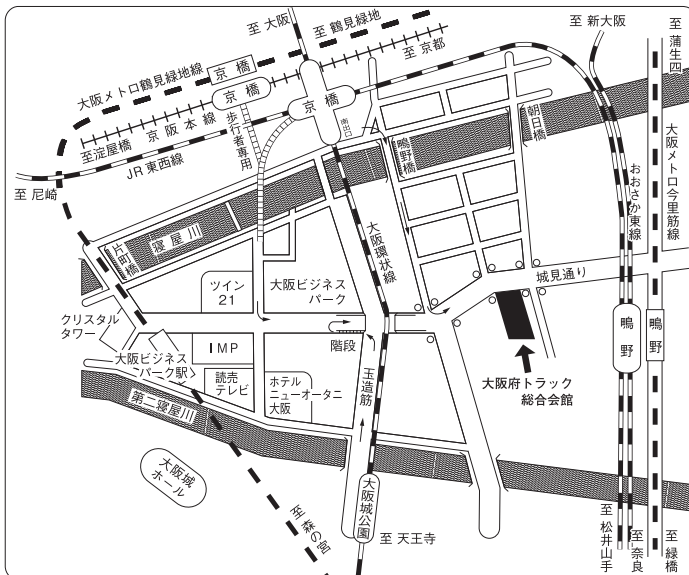 至 大阪
至 鶴見緑地
至 京都
至 新大阪
至 蒲生四
大阪メトロ鶴見緑地線
京橋
京橋
京橋
南出口
京阪本線
至淀屋橋
歩行者専用
JR東西線
至 尼崎
鴫野橋
朝日橋
おおさか東線
大阪メトロ今里筋線
片町橋
寝屋川
大阪環状線
城見通り
ツイン
21
大阪ビジネス
パーク
クリスタル
タワー
大阪ビジネス
パーク駅
IMP
階段
読売
テレビ
ホテル
ニューオータニ
大阪
玉造筋
大阪府トラック
総合会館
鴫野
鴫野
第二寝屋川
大阪城
ホール
至 森の宮
大阪城公園
至 天王寺
至 松井山手
至 奈良
至 緑橋